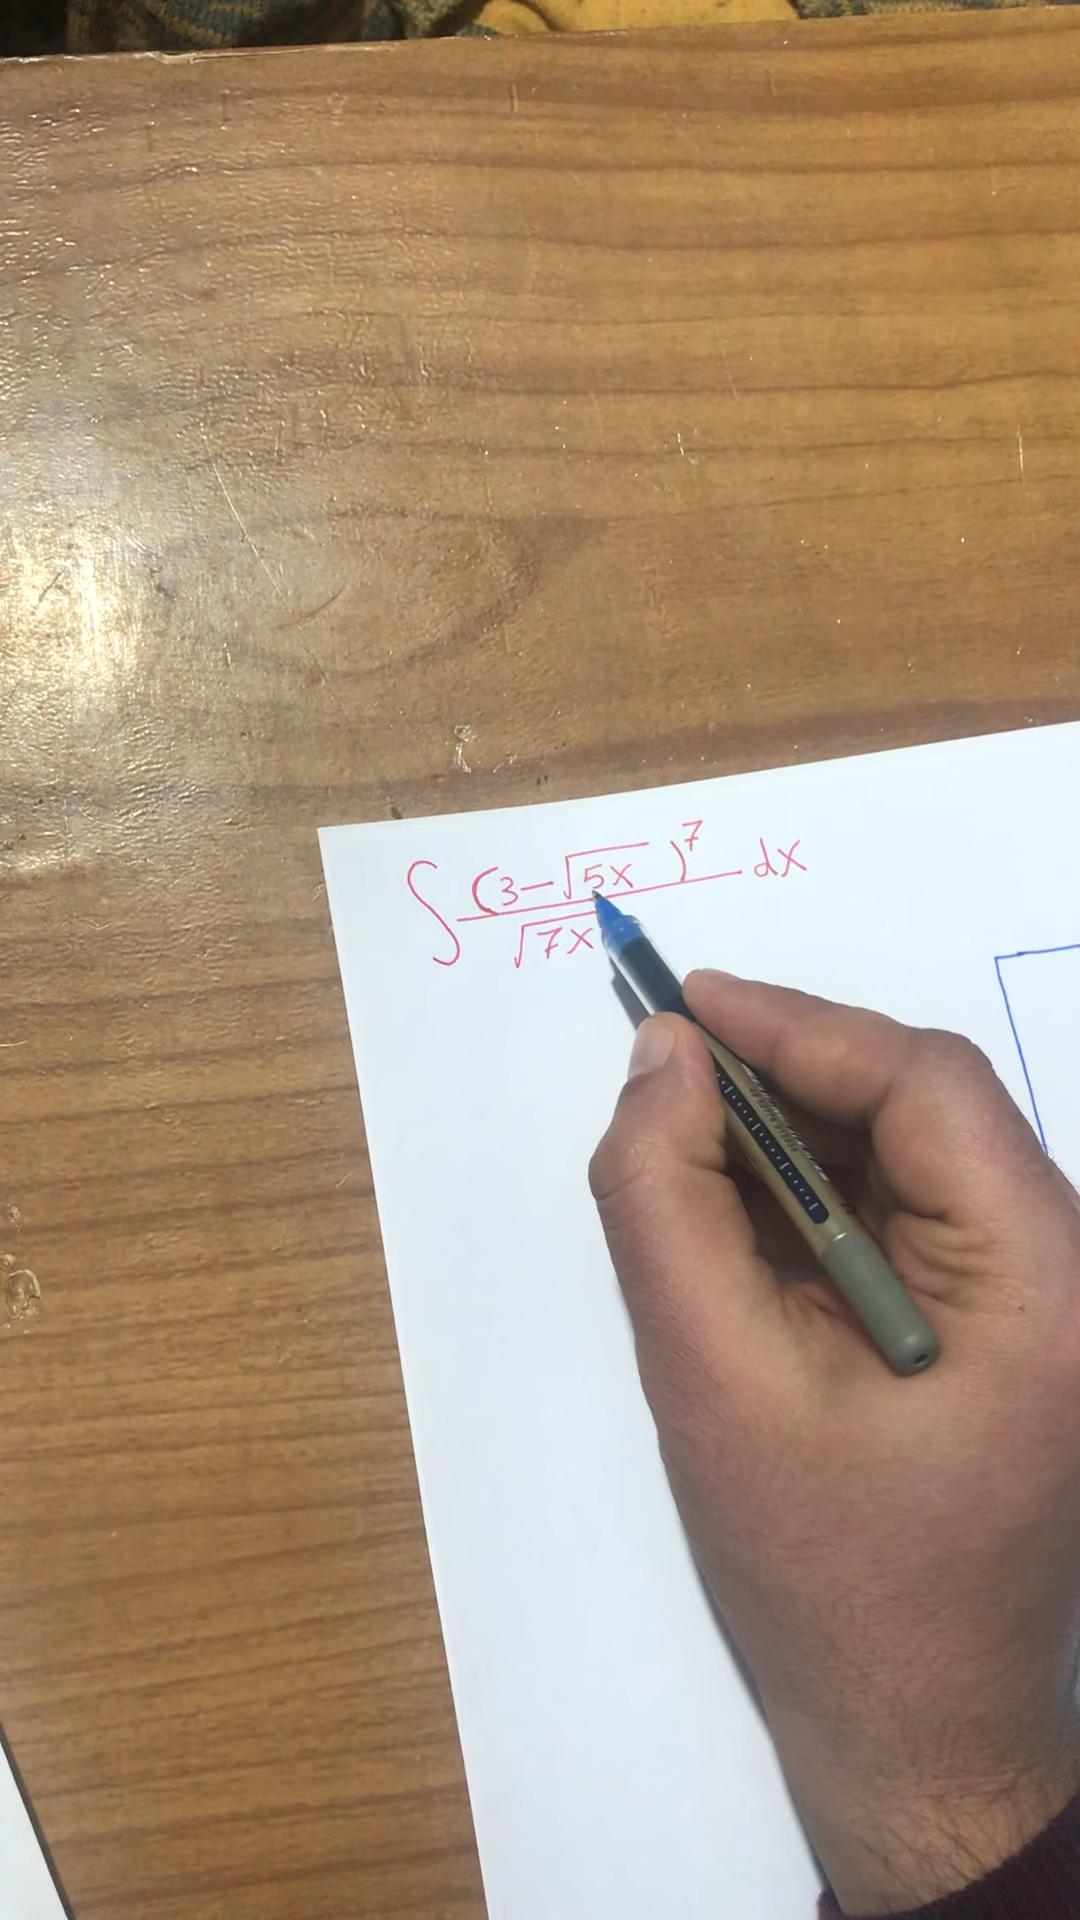 ∫ (3-√5x)⁷ / √7x dx